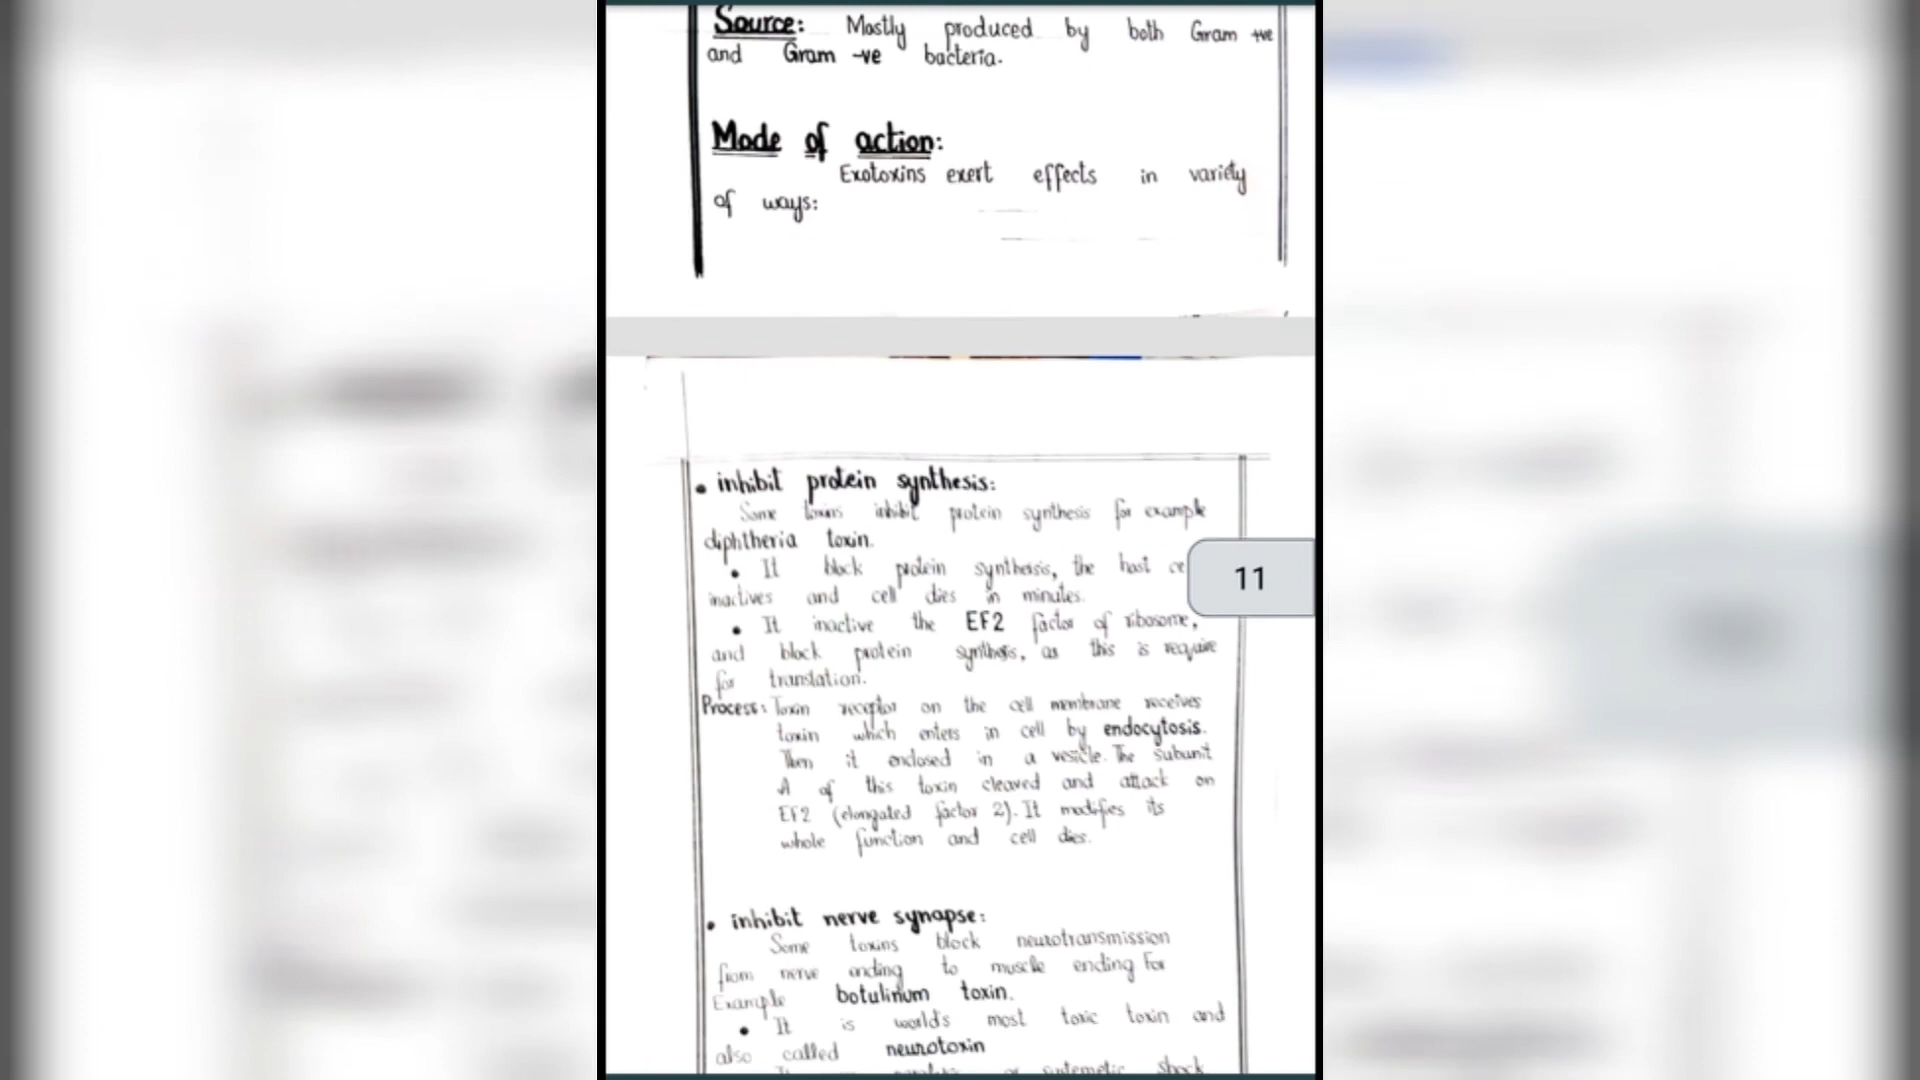 Source: Mostly produced by both Gram +ve
and Gram -ve bacteria.
Mode of action:
Exotoxins exert effects in variety
of ways:
• inhibit protein synthesis:
Some toxins inhibit protein synthesis for example
diphtheria toxin.
• It block protein synthesis, the host ce
inactives and cell dies in minutes.
11
• It inactive the EF2 factor of ribosome,
and block protein synthesis, as this is require
for translation.
Process: Toxin receptor on the cell membrane receives
toxin which enters in cell by endocytosis.
Then it enclosed in a vesicle. The subunit
A of this toxin cleaved and attack on
EF2 (elongated factor 2). It modifies its
whole function and cell dies.
• inhibit nerve synapse:
Some toxins block neurotransmission
from nerve ending to muscle ending For
Example botulinum toxin.
• It is world's most toxic toxin and
also called neurotoxin
or systemetic shock